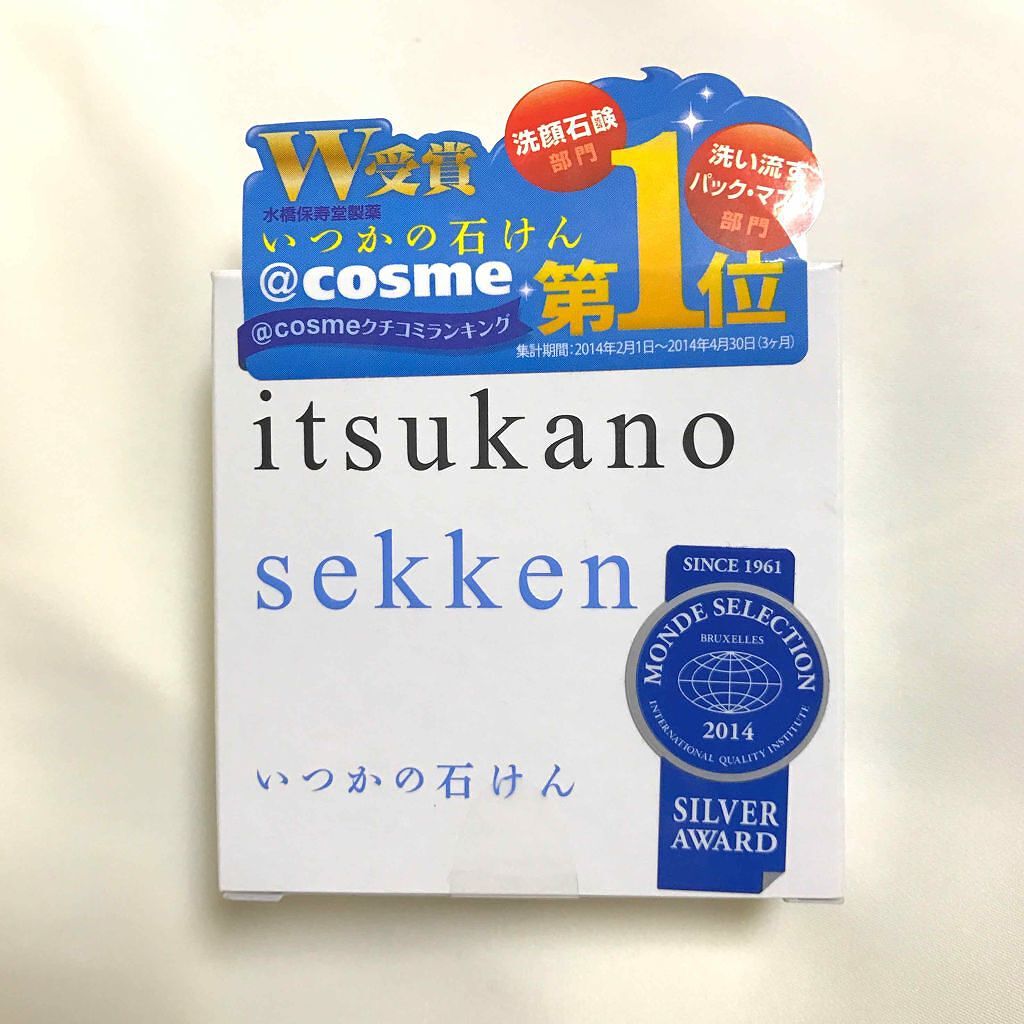 W受賞
水橋保寿堂製薬
いつかの石けん
@cosme
@cosmeクチコミランキング
洗顔石鹸
部門
洗い流す
パック・マ
部門
第1位
集計期間:2014年2月1日〜2014年4月30日(3ヶ月)
itsukano
sekken
いつかの石けん
SINCE 1961
MONDE SELECTION
BRUXELLES
2014
INTERNATIONAL QUALITY INSTITUTE
SILVER
AWARD